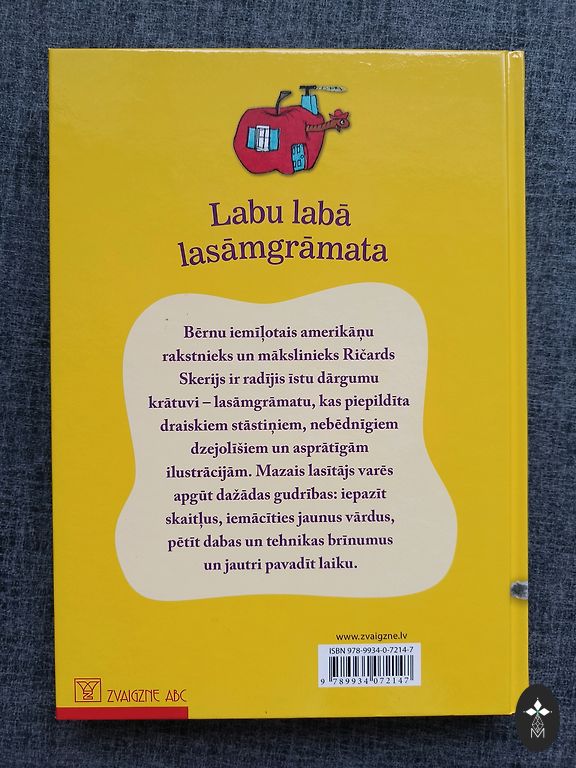 Labu labā
lasāmgrāmata
Bērnu iemīļotais amerikāņu
rakstnieks un mākslinieks Ričards
Skerijs ir radījis īstu dārgumu
krātuvi – lasāmgrāmatu, kas piepildīta
draiskiem stāstiņiem, nebēdnīgiem
dzejolīšiem un asprātīgām
ilustrācijām. Mazais lasītājs varēs
apgūt dažādas gudrības: iepazīt
skaitļus, iemācīties jaunus vārdus,
pētīt dabas un tehnikas brīnumus
un jautri pavadīt laiku.
www.zvaigzne.lv
ISBN 978-9934-0-7214-7
9 789934 072147
ZVAIGZNE ABC
M